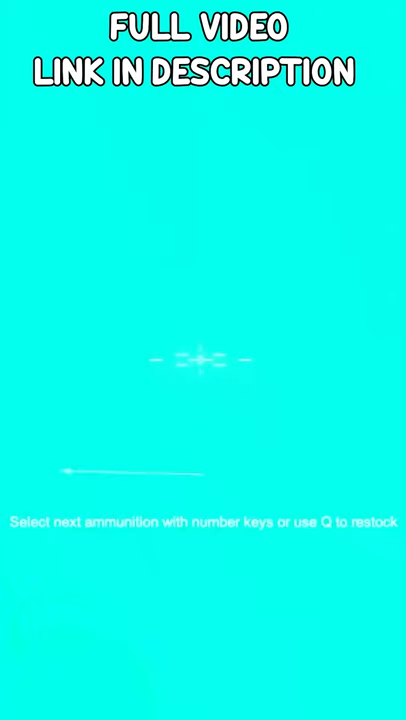 FULL VIDEO
LINK IN DESCRIPTION
Select next ammunition with number keys or use Q to restock